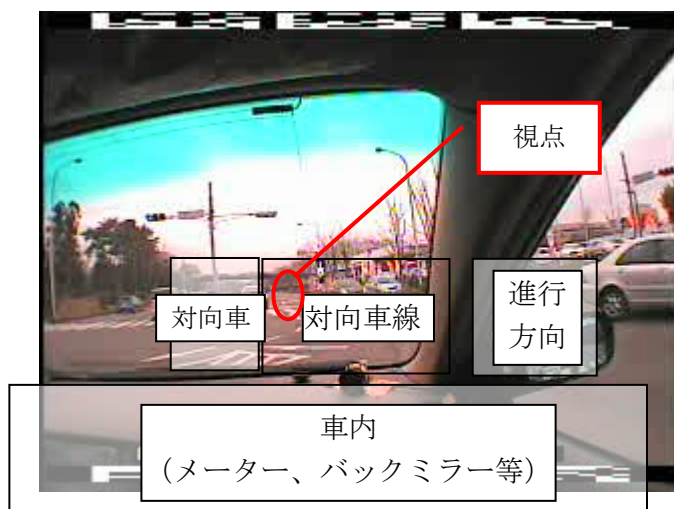 視点
対向車
対向車線
進行
方向
車内
（メーター、バックミラー等）